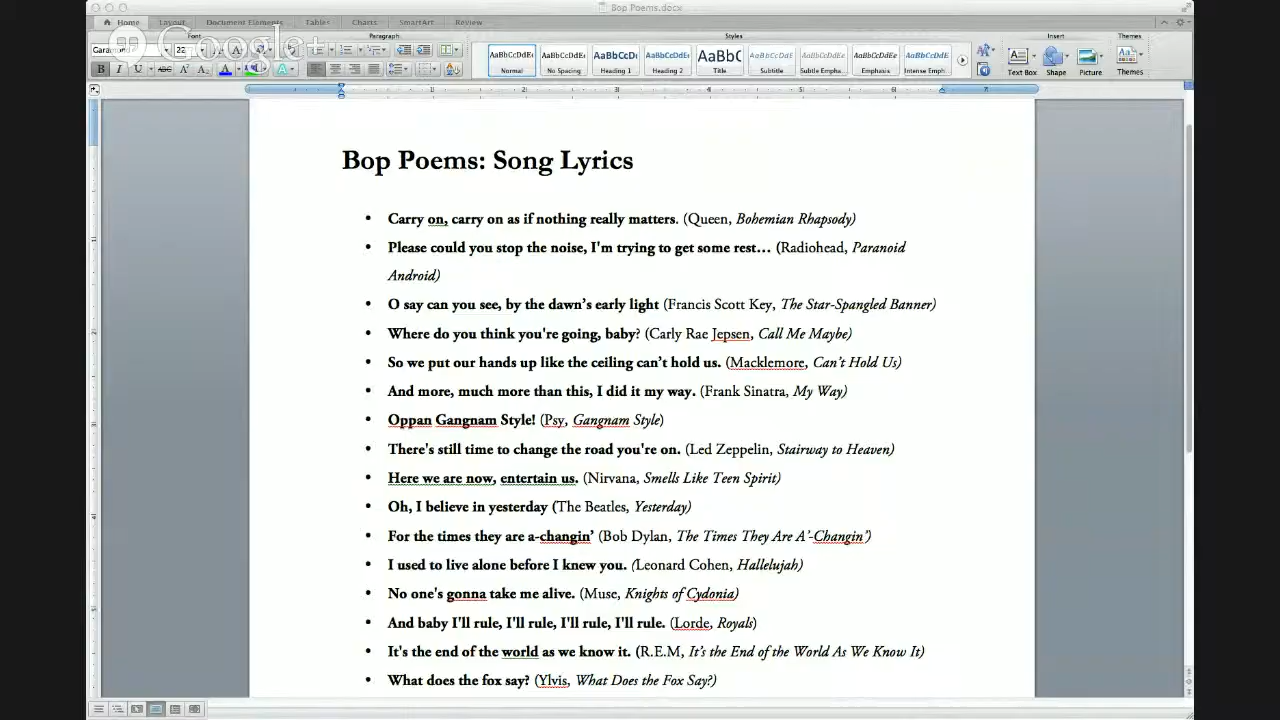 Bop Poems.docx
Home Layout Document Elements Tables Charts SmartArt Review
Font Paragraph Styles Insert Themes
22 AaBbCcDdEe AaBbCcDdEe AaBbCcDc AaBbCcDdEe AaBbC AaBbCcDdEe AaBbCcDdEe AaBbCcDdEe AaBbCcDdEe
Normal No Spacing Heading 1 Heading 2 Title Subtitle Subtle Empha... Emphasis Intense Emph... Text Box Shape Picture Themes
Google+
Bop Poems: Song Lyrics
• Carry on, carry on as if nothing really matters. (Queen, Bohemian Rhapsody)
• Please could you stop the noise, I'm trying to get some rest... (Radiohead, Paranoid
Android)
• O say can you see, by the dawn's early light (Francis Scott Key, The Star-Spangled Banner)
• Where do you think you're going, baby? (Carly Rae Jepsen, Call Me Maybe)
• So we put our hands up like the ceiling can't hold us. (Macklemore, Can't Hold Us)
• And more, much more than this, I did it my way. (Frank Sinatra, My Way)
• Oppan Gangnam Style! (Psy, Gangnam Style)
• There's still time to change the road you're on. (Led Zeppelin, Stairway to Heaven)
• Here we are now, entertain us. (Nirvana, Smells Like Teen Spirit)
• Oh, I believe in yesterday (The Beatles, Yesterday)
• For the times they are a-changin' (Bob Dylan, The Times They Are A'-Changin')
• I used to live alone before I knew you. (Leonard Cohen, Hallelujah)
• No one's gonna take me alive. (Muse, Knights of Cydonia)
• And baby I'll rule, I'll rule, I'll rule, I'll rule. (Lorde, Royals)
• It's the end of the world as we know it. (R.E.M, It's the End of the World As We Know It)
• What does the fox say? (Ylvis, What Does the Fox Say?)